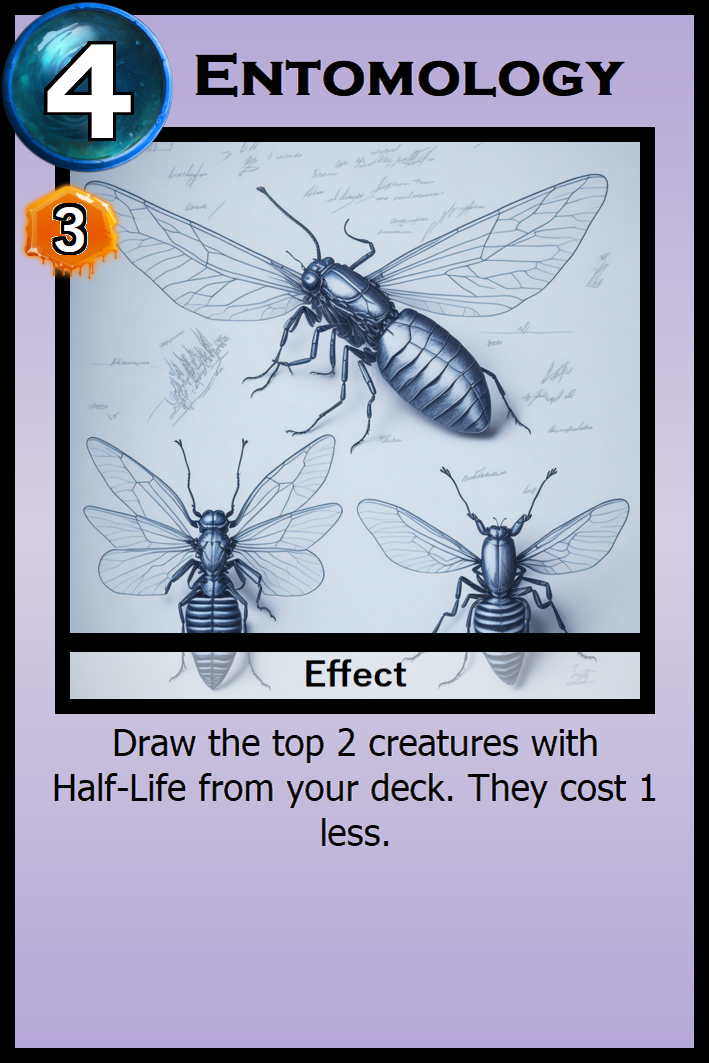 4
Entomology
3
Effect
Draw the top 2 creatures with
Half-Life from your deck. They cost 1
less.